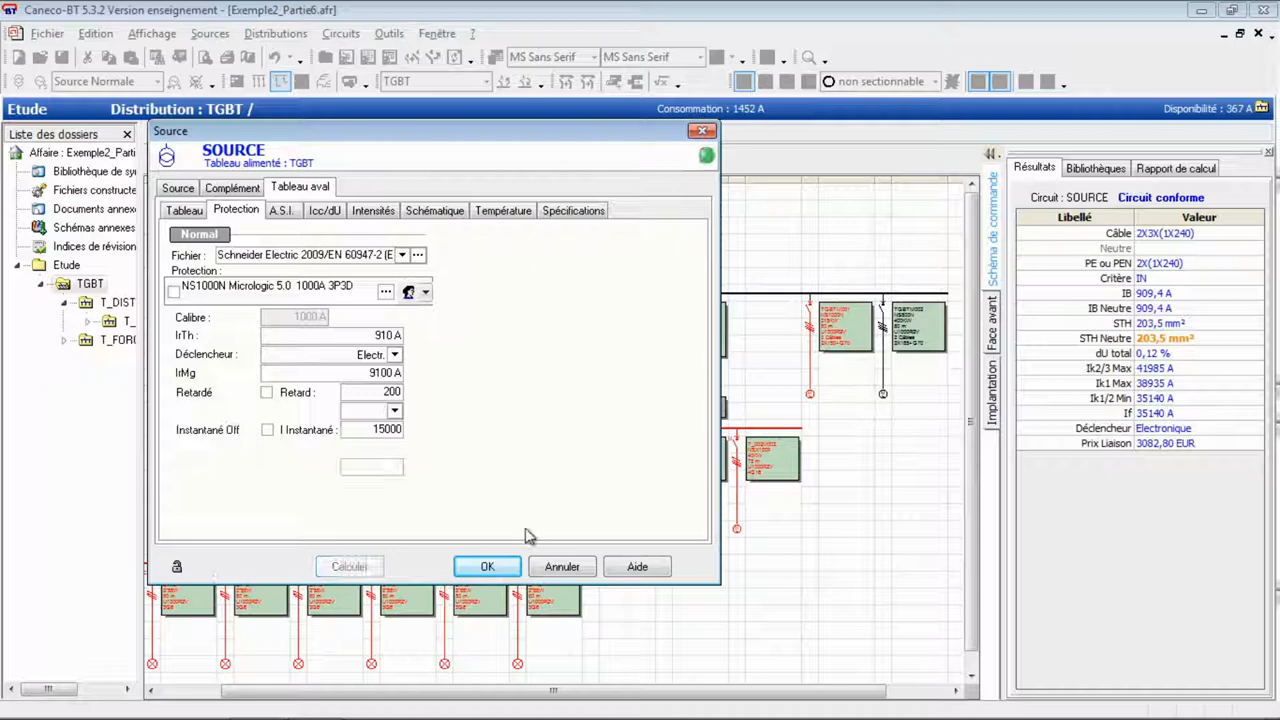 Caneco-BT 5.3.2 Version enseignement - [Exemple2_Partie6.afr]
Fichier Edition Affichage Sources Distributions Circuits Outils Fenêtre ?
MS Sans Serif MS Sans Serif
Source Normale TGBT non sectionnable
Etude Distribution : TGBT / Consommation : 1452 A Disponibilité : 367 A
Liste des dossiers
Affaire : Exemple2_Parti
Bibliothèque de sy
Fichiers constructe
Documents annex
Schémas annexes
Indices de révision
Etude
TGBT
T_DIST
T_
T_FORC
Source
SOURCE
Tableau alimenté : TGBT
Source Complément Tableau aval
Tableau Protection A.S.I. Icc/dU Intensités Schématique Température Spécifications
Normal
Fichier : Schneider Electric 2009/EN 60947-2 (E
Protection :
NS1000N Micrologic 5.0 1000A 3P3D
Calibre : 1000 A
IrTh : 910 A
Déclencheur : Electr.
IrMg 9100 A
Retardé Retard : 200
Instantané Off I Instantané : 15000
Calculer OK Annuler Aide
Schéma de commande
Face avant
Implantation
Résultats Bibliothèques Rapport de calcul
Circuit : SOURCE Circuit conforme
Libellé Valeur
Câble 2X3X(1X240)
Neutre
PE ou PEN 2X(1X240)
Critère IN
IB 909,4 A
IB Neutre 909,4 A
STH 203,5 mm²
STH Neutre 203,5 mm²
dU total 0,12 %
Ik2/3 Max 41985 A
Ik1 Max 38935 A
Ik1/2 Min 35140 A
If 35140 A
Déclencheur Electronique
Prix Liaison 3082,80 EUR